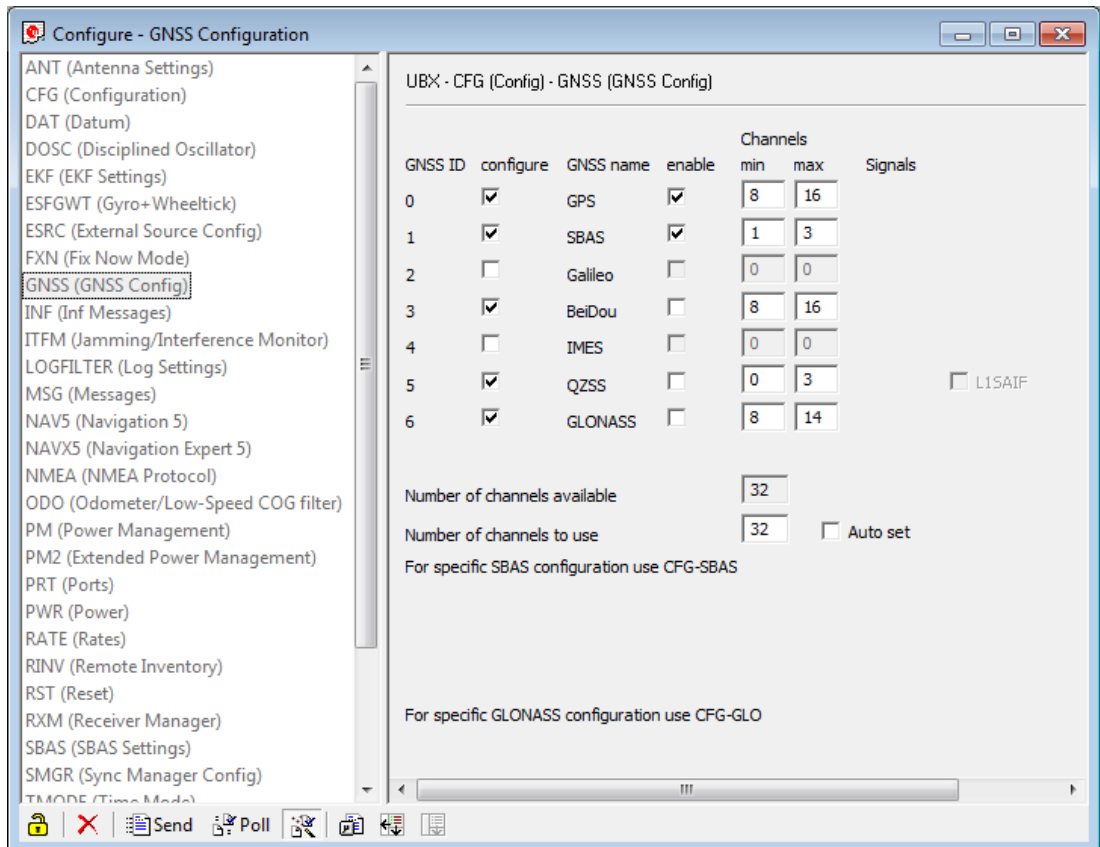 Configure - GNSS Configuration
ANT (Antenna Settings)
CFG (Configuration)
DAT (Datum)
DOSC (Disciplined Oscillator)
EKF (EKF Settings)
ESFGWT (Gyro+Wheeltick)
ESRC (External Source Config)
FXN (Fix Now Mode)
GNSS (GNSS Config)
INF (Inf Messages)
ITFM (Jamming/Interference Monitor)
LOGFILTER (Log Settings)
MSG (Messages)
NAV5 (Navigation 5)
NAVX5 (Navigation Expert 5)
NMEA (NMEA Protocol)
ODO (Odometer/Low-Speed COG filter)
PM (Power Management)
PM2 (Extended Power Management)
PRT (Ports)
PWR (Power)
RATE (Rates)
RINV (Remote Inventory)
RST (Reset)
RXM (Receiver Manager)
SBAS (SBAS Settings)
SMGR (Sync Manager Config)
TMODE (Time Mode)
UBX - CFG (Config) - GNSS (GNSS Config)
Channels
GNSS ID configure GNSS name enable min max Signals
0 GPS 8 16
1 SBAS 1 3
2 Galileo 0 0
3 BeiDou 8 16
4 IMES 0 0
5 QZSS 0 3 L1SAIF
6 GLONASS 8 14
Number of channels available 32
Number of channels to use 32 Auto set
For specific SBAS configuration use CFG-SBAS
For specific GLONASS configuration use CFG-GLO
Send Poll